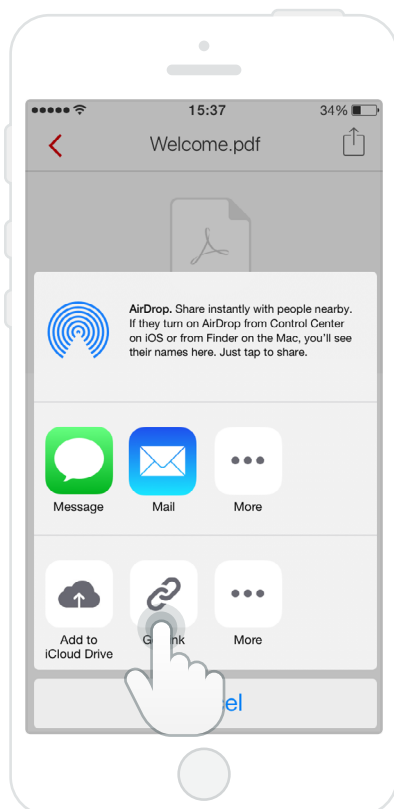 15:37 34%
Welcome.pdf
AirDrop. Share instantly with people nearby.
If they turn on AirDrop from Control Center
on iOS or from Finder on the Mac, you'll see
their names here. Just tap to share.
Message Mail More
Add to
iCloud Drive
More